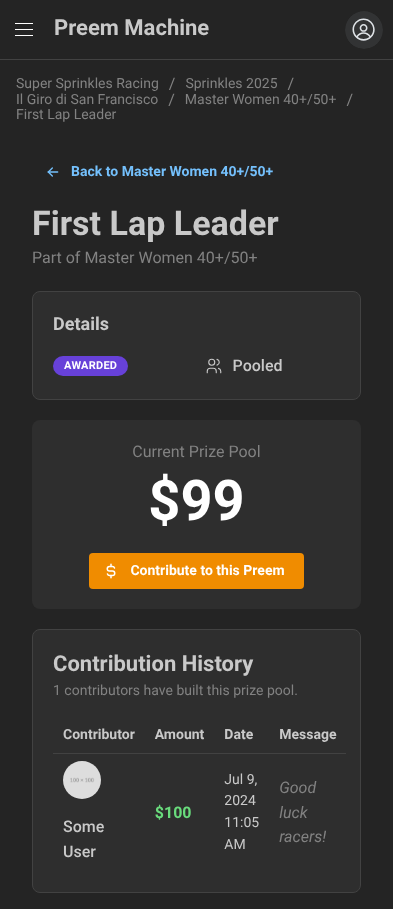 Preem Machine
Super Sprinkles Racing / Sprinkles 2025 /
Il Giro di San Francisco / Master Women 40+/50+ /
First Lap Leader
Back to Master Women 40+/50+
First Lap Leader
Part of Master Women 40+/50+
Details
AWARDED Pooled
Current Prize Pool
$99
$ Contribute to this Preem
Contribution History
1 contributors have built this prize pool.
Contributor Amount Date Message
100 × 100
Some
User
$100
Jul 9,
2024
11:05
AM
Good
luck
racers!